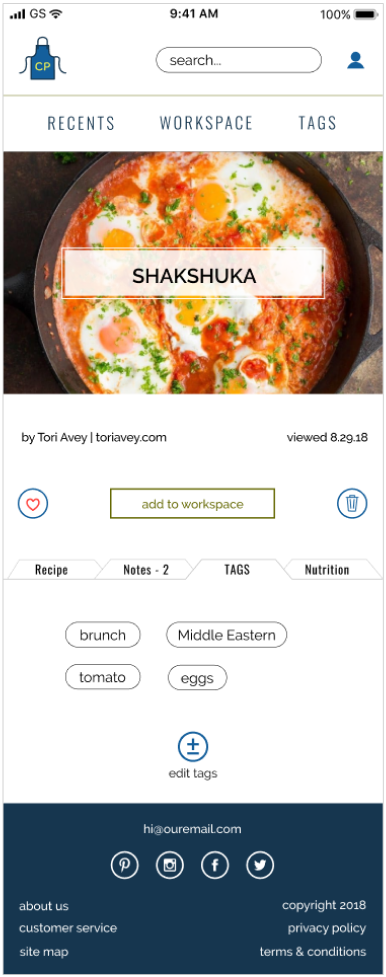 GS 9:41 AM 100%
CP
search...
RECENTS WORKSPACE TAGS
SHAKSHUKA
by Tori Avey | toriavey.com viewed 8.29.18
add to workspace
Recipe Notes - 2 TAGS Nutrition
brunch Middle Eastern
tomato eggs
edit tags
hi@ouremail.com
about us copyright 2018
customer service privacy policy
site map terms & conditions